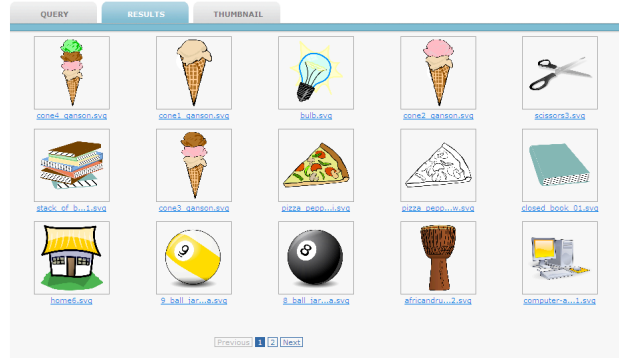 QUERY RESULTS THUMBNAIL
cone4_ganson.svg cone1_ganson.svg bulb.svg cone2_ganson.svg scissors3.svg
stack_of_b...1.svg cone3_ganson.svg pizza_pepp...i.svg pizza_pepp...w.svg closed_book_01.svg
9 8
home6.svg 9_ball_jar...a.svg 8_ball_jar...a.svg africandru...2.svg computer-a...1.svg
Previous 1 2 Next